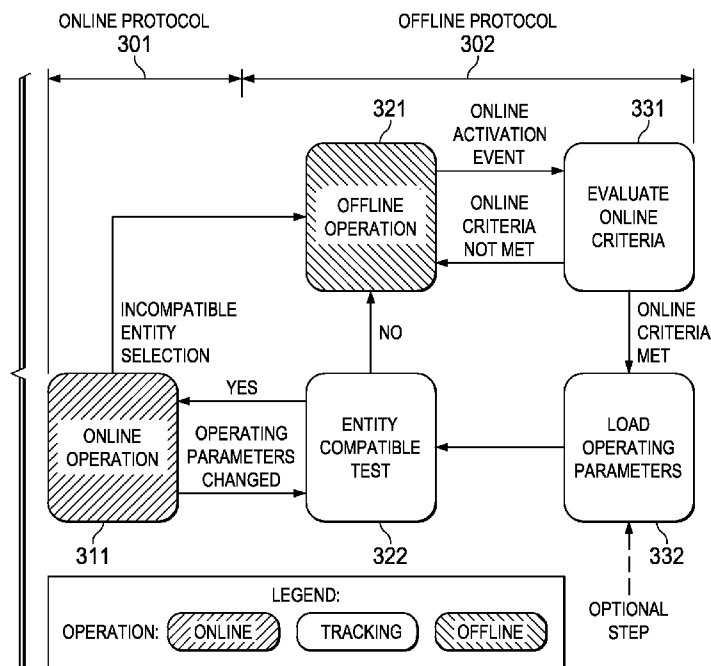 ONLINE PROTOCOL
301
OFFLINE PROTOCOL
302
321
ONLINE
ACTIVATION
EVENT
331
OFFLINE
OPERATION
ONLINE
CRITERIA
NOT MET
EVALUATE
ONLINE
CRITERIA
INCOMPATIBLE
ENTITY
SELECTION
NO
ONLINE
CRITERIA
MET
YES
ONLINE
OPERATION
OPERATING
PARAMETERS
CHANGED
ENTITY
COMPATIBLE
TEST
LOAD
OPERATING
PARAMETERS
311
322
332
LEGEND:
OPERATION:
ONLINE
TRACKING
OFFLINE
OPTIONAL
STEP